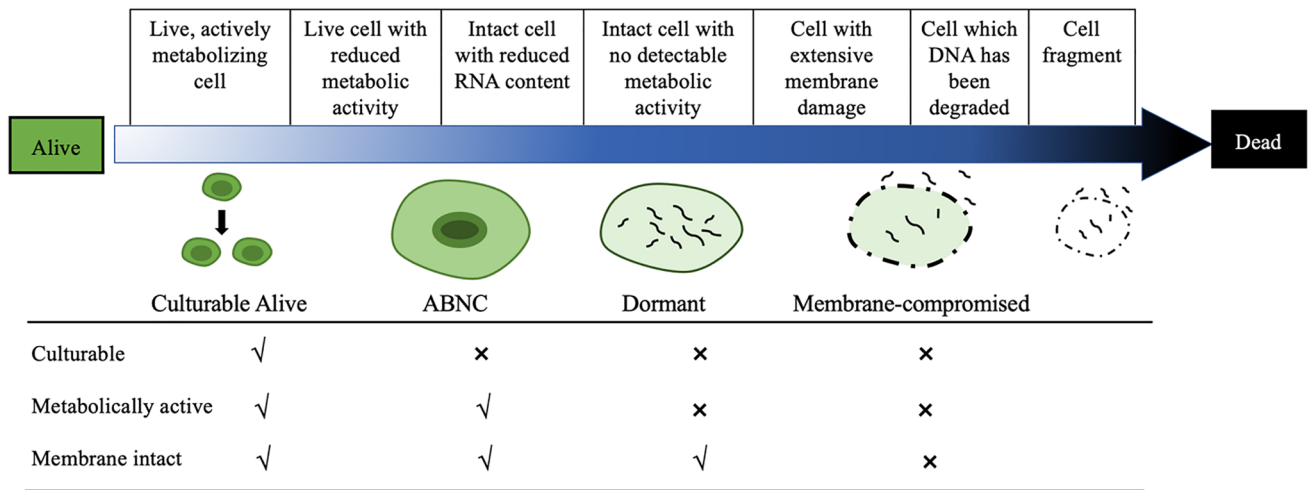 Live, actively
metabolizing
cell
Live cell with
reduced
metabolic
activity
Intact cell
with reduced
RNA content
Intact cell with
no detectable
metabolic
activity
Cell with
extensive
membrane
damage
Cell which
DNA has
been
degraded
Cell
fragment
Alive
Dead
Culturable Alive
ABNC
Dormant
Membrane-compromised
Culturable √ × × ×
Metabolically active √ √ × ×
Membrane intact √ √ √ ×